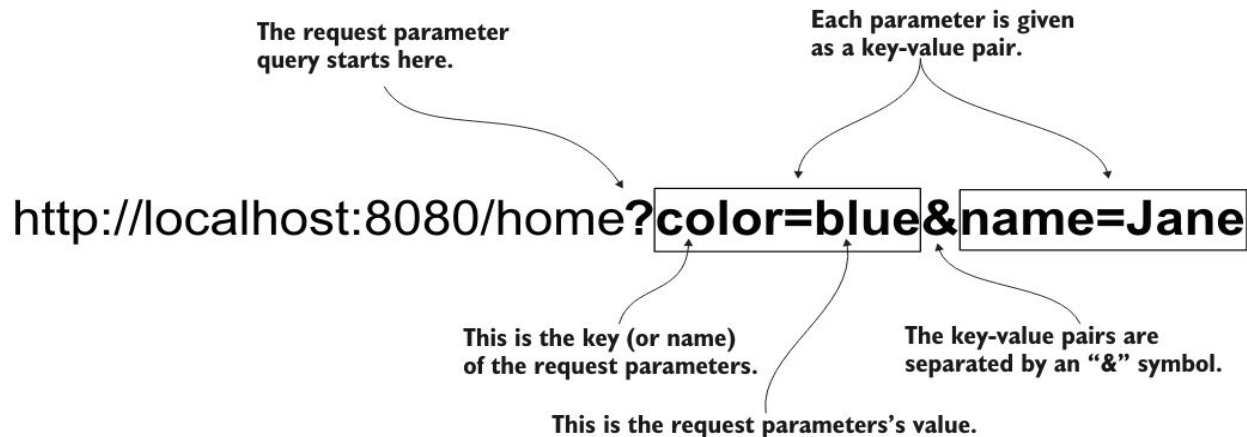 The request parameter
query starts here.
Each parameter is given
as a key-value pair.
http://localhost:8080/home?color=blue&name=Jane
This is the key (or name)
of the request parameters.
The key-value pairs are
separated by an “&” symbol.
This is the request parameters's value.